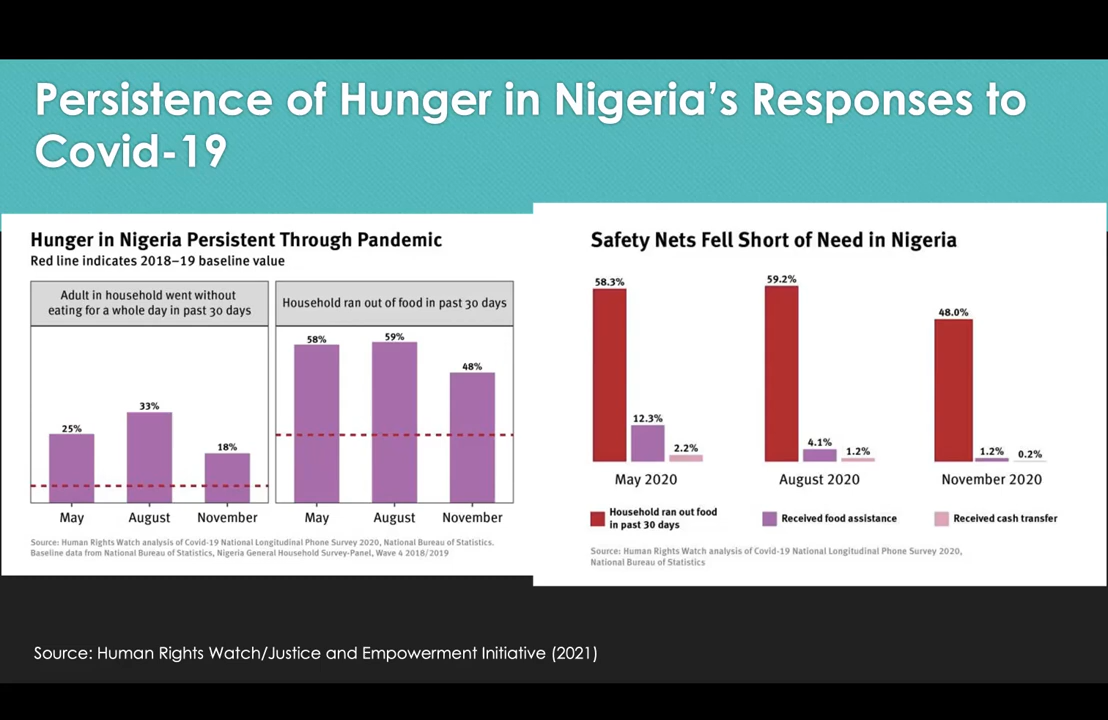 Persistence of Hunger in Nigeria’s Responses to
Covid-19
Hunger in Nigeria Persistent Through Pandemic
Red line indicates 2018–19 baseline value
Adult in household went without
eating for a whole day in past 30 days
Household ran out of food in past 30 days
25%
33%
18%
58%
59%
48%
May
August
November
May
August
November
Source: Human Rights Watch analysis of Covid-19 National Longitudinal Phone Survey 2020, National Bureau of Statistics.
Baseline data from National Bureau of Statistics, Nigeria General Household Survey-Panel, Wave 4 2018/2019
Safety Nets Fell Short of Need in Nigeria
58.3%
12.3%
2.2%
59.2%
4.1%
1.2%
48.0%
1.2%
0.2%
May 2020
August 2020
November 2020
Household ran out food
in past 30 days
Received food assistance
Received cash transfer
Source: Human Rights Watch analysis of Covid-19 National Longitudinal Phone Survey 2020,
National Bureau of Statistics
Source: Human Rights Watch/Justice and Empowerment Initiative (2021)